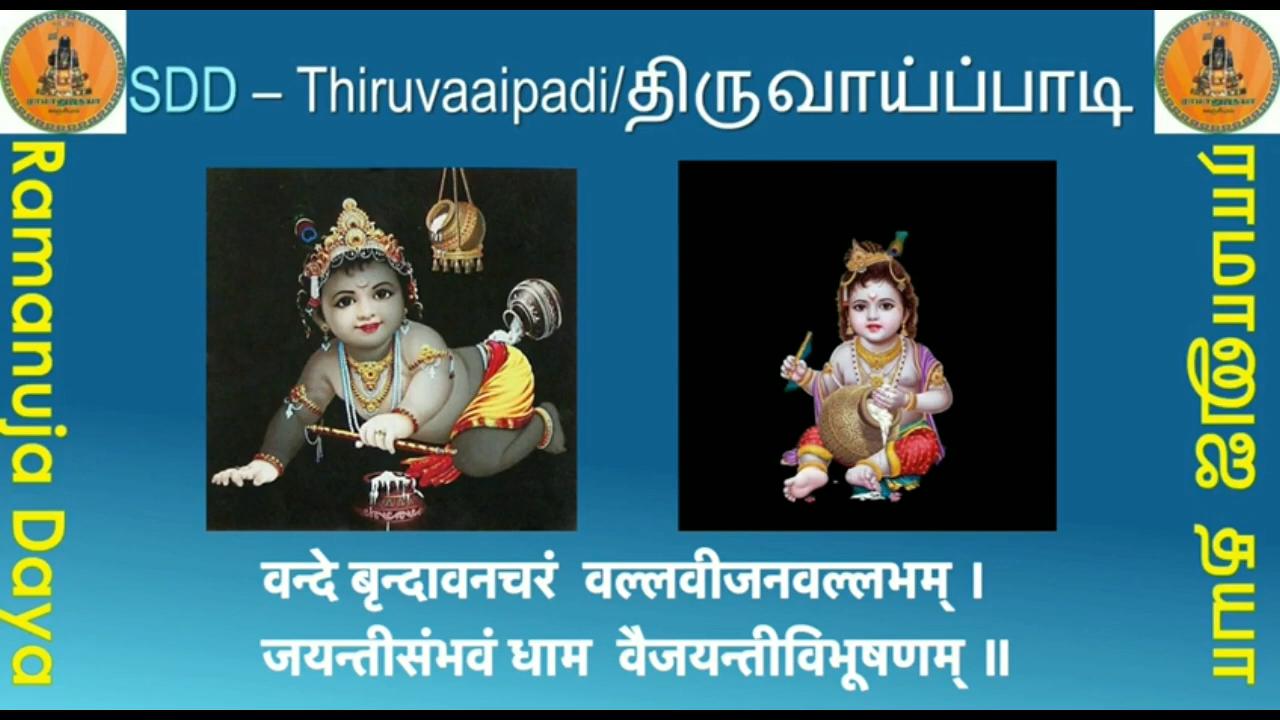 SDD – Thiruvaaipadi/திருவாய்ப்பாடி
Ramanuja Daya
ராமானுஜ தயா
वन्दे बृन्दावनचरं वल्लवीजनवल्लभम् ।
जयन्तीसंभवं धाम वैजयन्तीविभूषणम् ॥